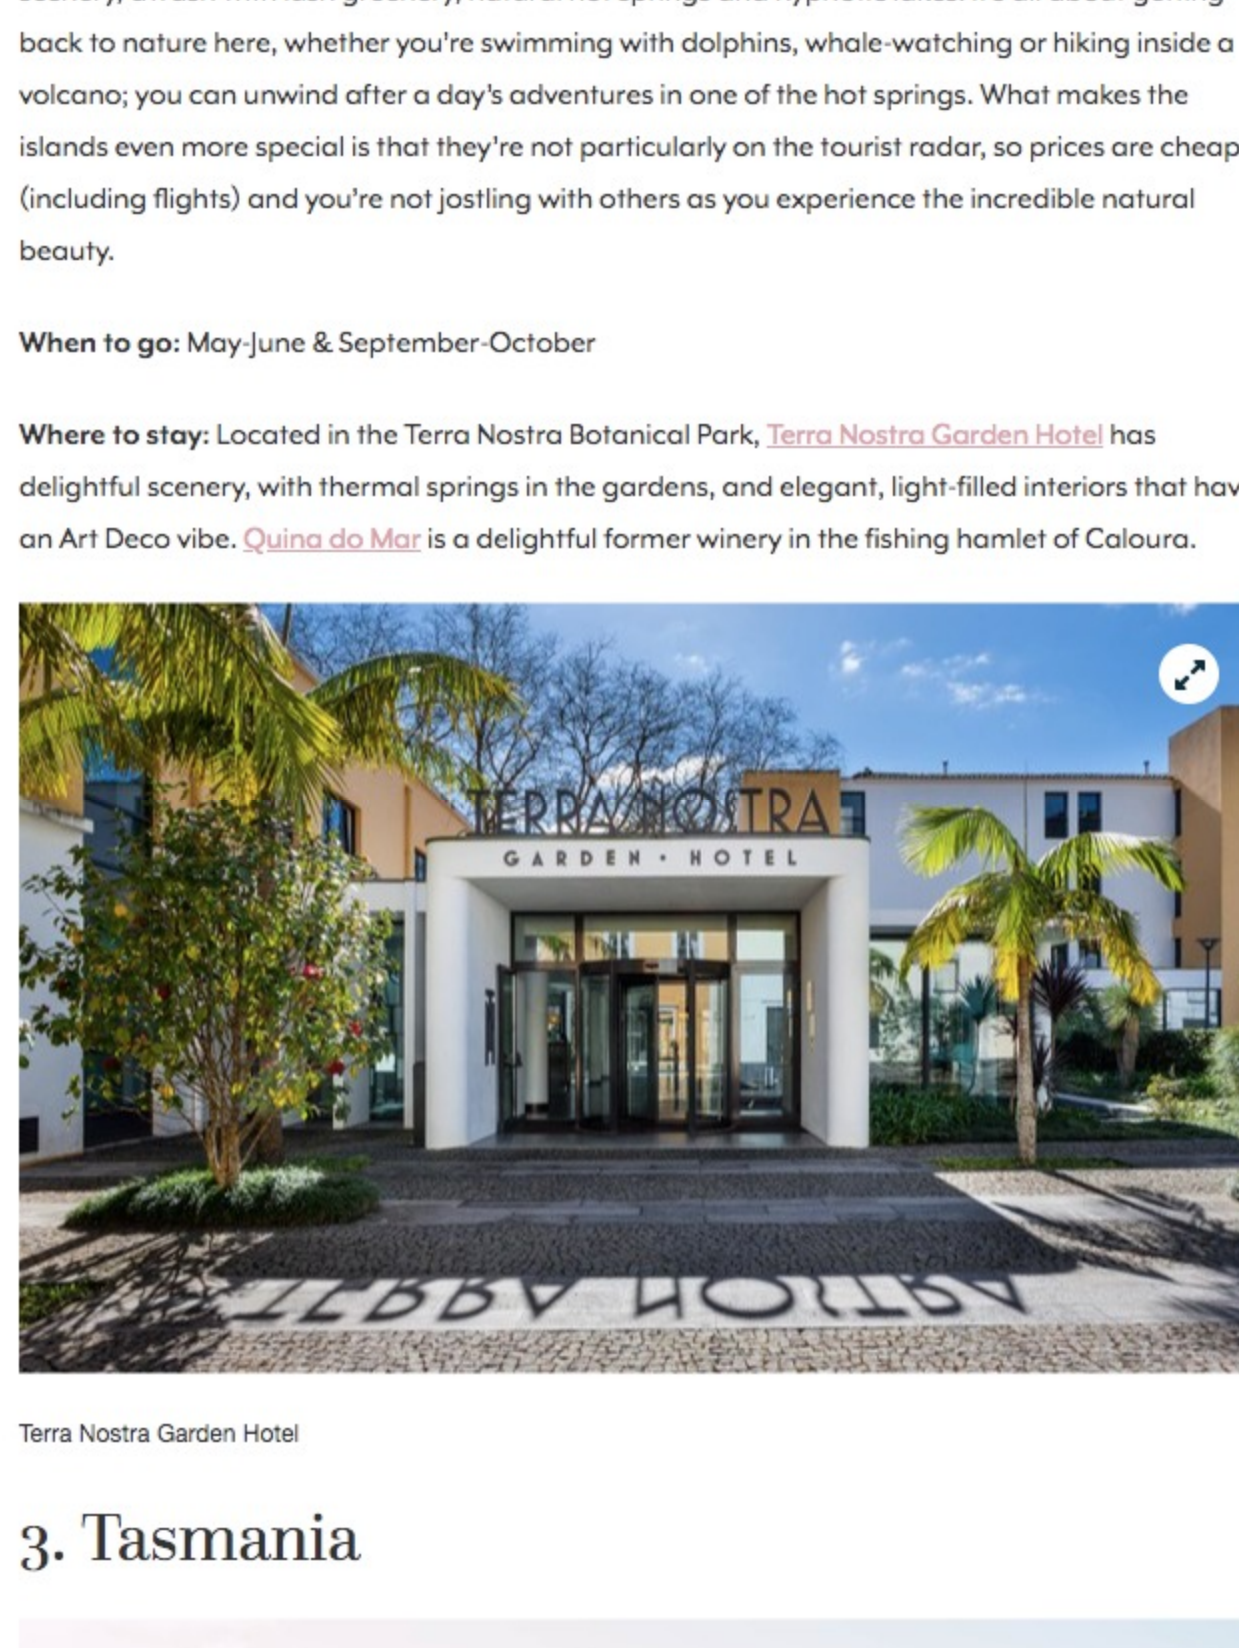 back to nature here, whether you're swimming with dolphins, whale-watching or hiking inside a
volcano; you can unwind after a day's adventures in one of the hot springs. What makes the
islands even more special is that they're not particularly on the tourist radar, so prices are cheap
(including flights) and you're not jostling with others as you experience the incredible natural
beauty.
When to go: May-June & September-October
Where to stay: Located in the Terra Nostra Botanical Park, Terra Nostra Garden Hotel has
delightful scenery, with thermal springs in the gardens, and elegant, light-filled interiors that hav
an Art Deco vibe. Quina do Mar is a delightful former winery in the fishing hamlet of Caloura.
TERRA NOSTRA
GARDEN · HOTEL
TERRA NOSTRA
Terra Nostra Garden Hotel
3. Tasmania